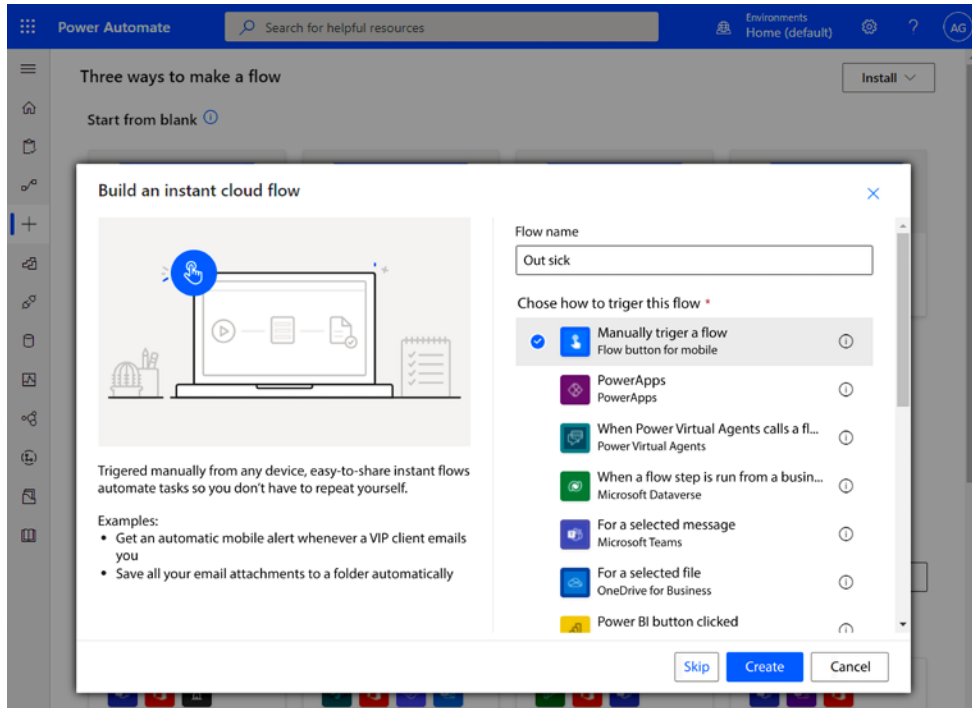 Power Automate
Search for helpful resources
Environments
Home (default)
?
AG
Three ways to make a flow
Install
Start from blank
Build an instant cloud flow
Trigered manually from any device, easy-to-share instant flows
automate tasks so you don't have to repeat yourself.
Examples:
• Get an automatic mobile alert whenever a VIP client emails
you
• Save all your email attachments to a folder automatically
Flow name
Out sick
Chose how to triger this flow *
Manually triger a flow
Flow button for mobile
PowerApps
PowerApps
When Power Virtual Agents calls a fl...
Power Virtual Agents
When a flow step is run from a busin...
Microsoft Dataverse
For a selected message
Microsoft Teams
For a selected file
OneDrive for Business
Power BI button clicked
Skip
Create
Cancel